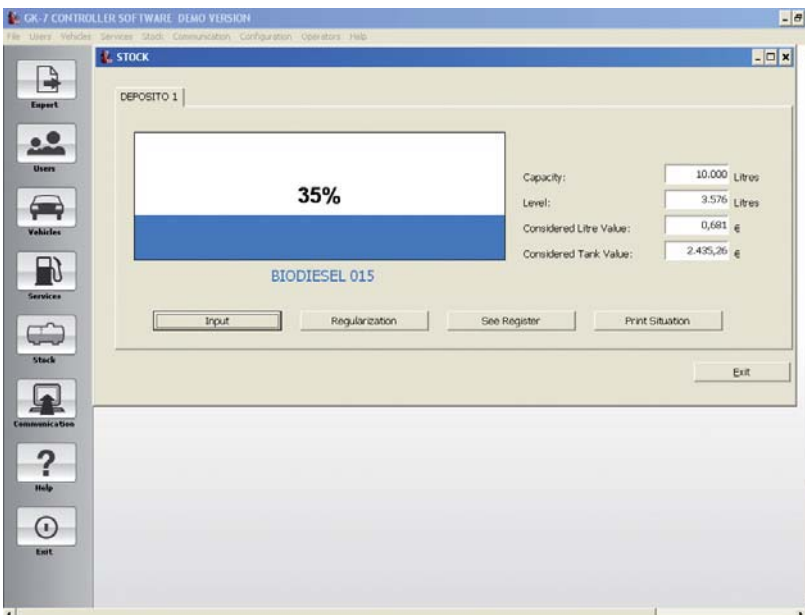 GK-7 CONTROLLER SOFTWARE DEMO VERSION
File Users Vehicles Services Stock Communication Configuration Operators Help
STOCK
DEPOSITO 1
35%
BIODIESEL 015
Capacity: 10.000 Litres
Level: 3.576 Litres
Considered Litre Value: 0,681 €
Considered Tank Value: 2.435,26 €
Input Regularization See Register Print Situation
Exit
Export
Users
Vehicles
Services
Stock
Communication
Help
Exit